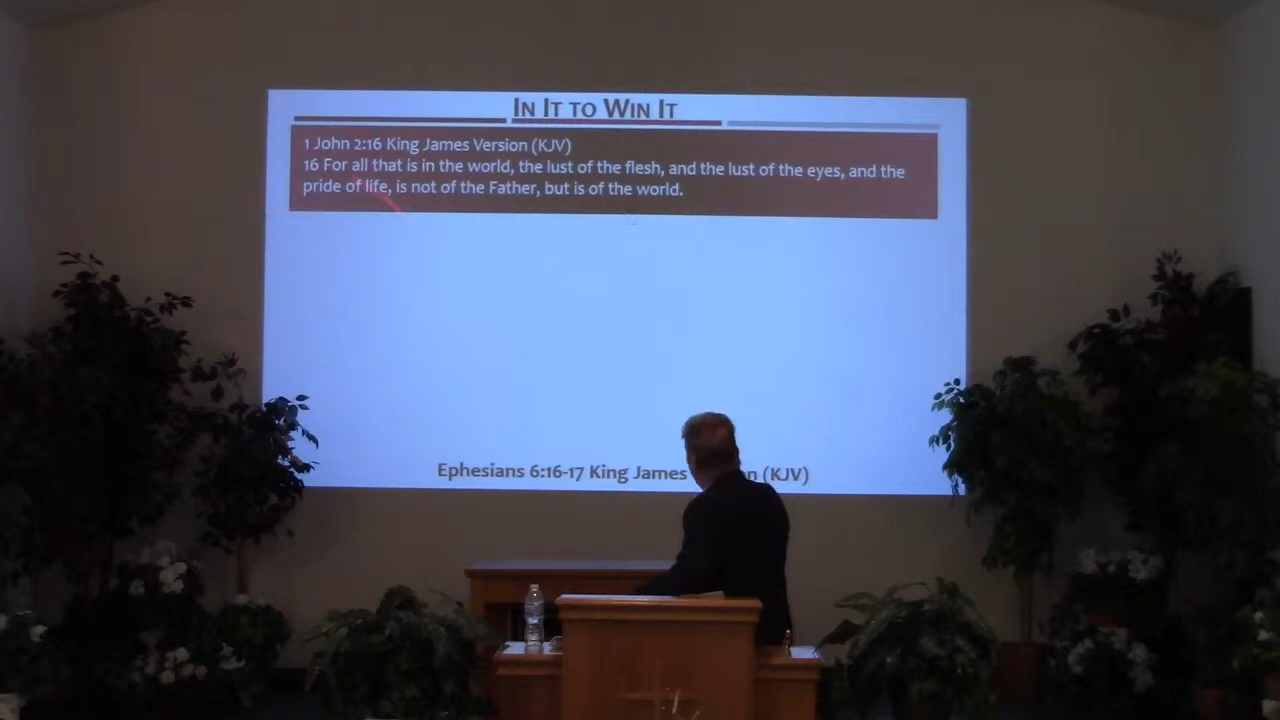 In It to Win It
1 John 2:16 King James Version (KJV)
16 For all that is in the world, the lust of the flesh, and the lust of the eyes, and the
pride of life, is not of the Father, but is of the world.
Ephesians 6:16-17 King James (KJV)